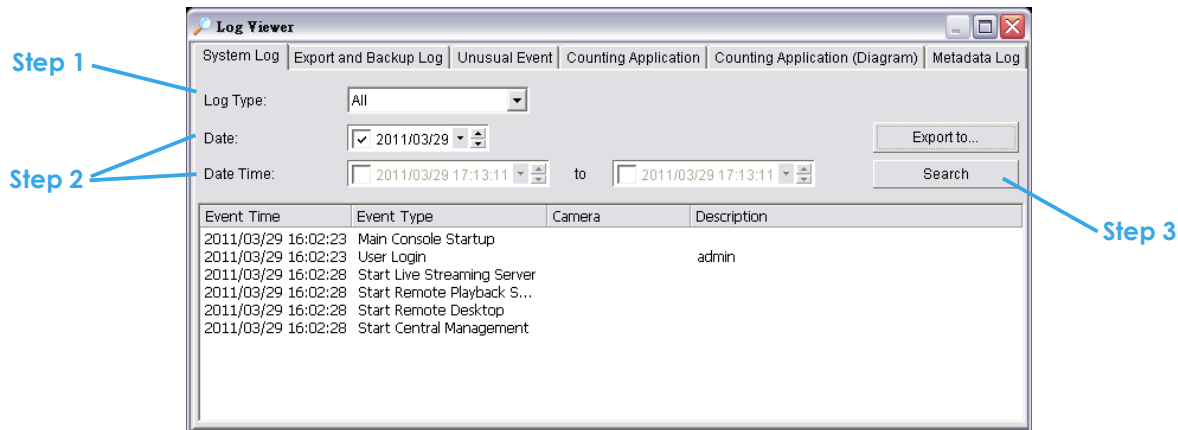 Log Viewer
System Log Export and Backup Log Unusual Event Counting Application Counting Application (Diagram) Metadata Log
Step 1
Log Type: All
Date: 2011/03/29 Export to...
Step 2
Date Time: 2011/03/29 17:13:11 to 2011/03/29 17:13:11 Search
Step 3
Event Time Event Type Camera Description
2011/03/29 16:02:23 Main Console Startup
2011/03/29 16:02:23 User Login admin
2011/03/29 16:02:28 Start Live Streaming Server
2011/03/29 16:02:28 Start Remote Playback S...
2011/03/29 16:02:28 Start Remote Desktop
2011/03/29 16:02:28 Start Central Management